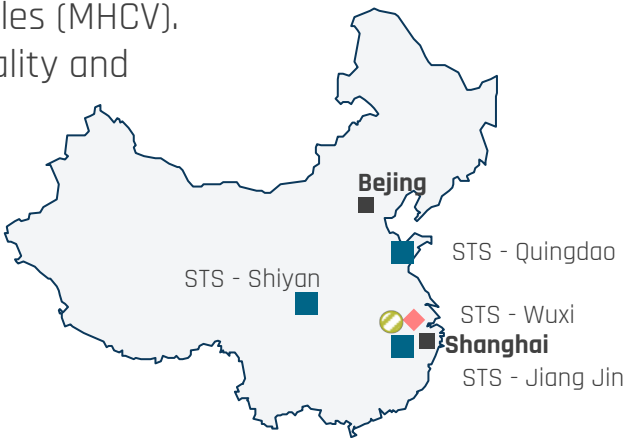 les (MHCV).
ality and
Bejing
STS - Quingdao
STS - Shiyan
STS - Wuxi
Shanghai
STS - Jiang Jin